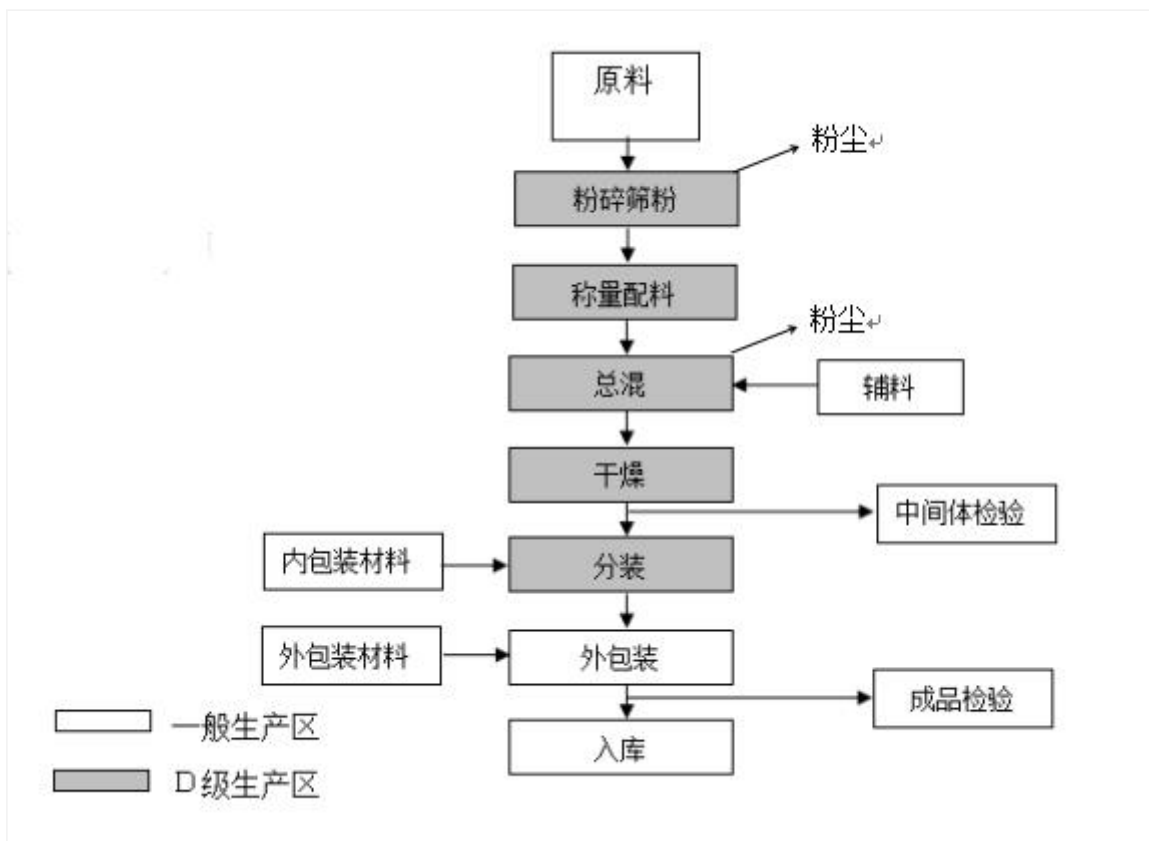 原料
粉尘↵
粉碎筛粉
称量配料
粉尘↵
总混
辅料
干燥
中间体检验
内包装材料
分装
外包装材料
外包装
成品检验
一般生产区
入库
D级生产区